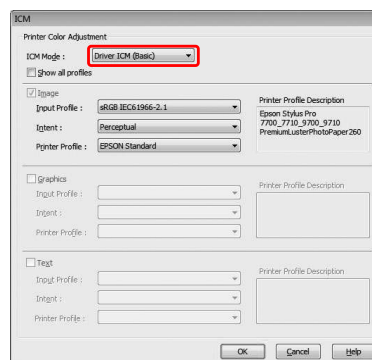 ICM
Printer Color Adjustment
ICM Mode : Driver ICM (Basic)
Show all profiles
Image
Input Profile : sRGB IEC61966-2.1
Intent : Perceptual
Printer Profile : EPSON Standard
Printer Profile Description
Epson Stylus Pro
7700_7710_9700_9710
PremiumLusterPhotoPaper260
Graphics
Input Profile :
Intent :
Printer Profile :
Printer Profile Description
Text
Input Profile :
Intent :
Printer Profile :
Printer Profile Description
OK Cancel Help